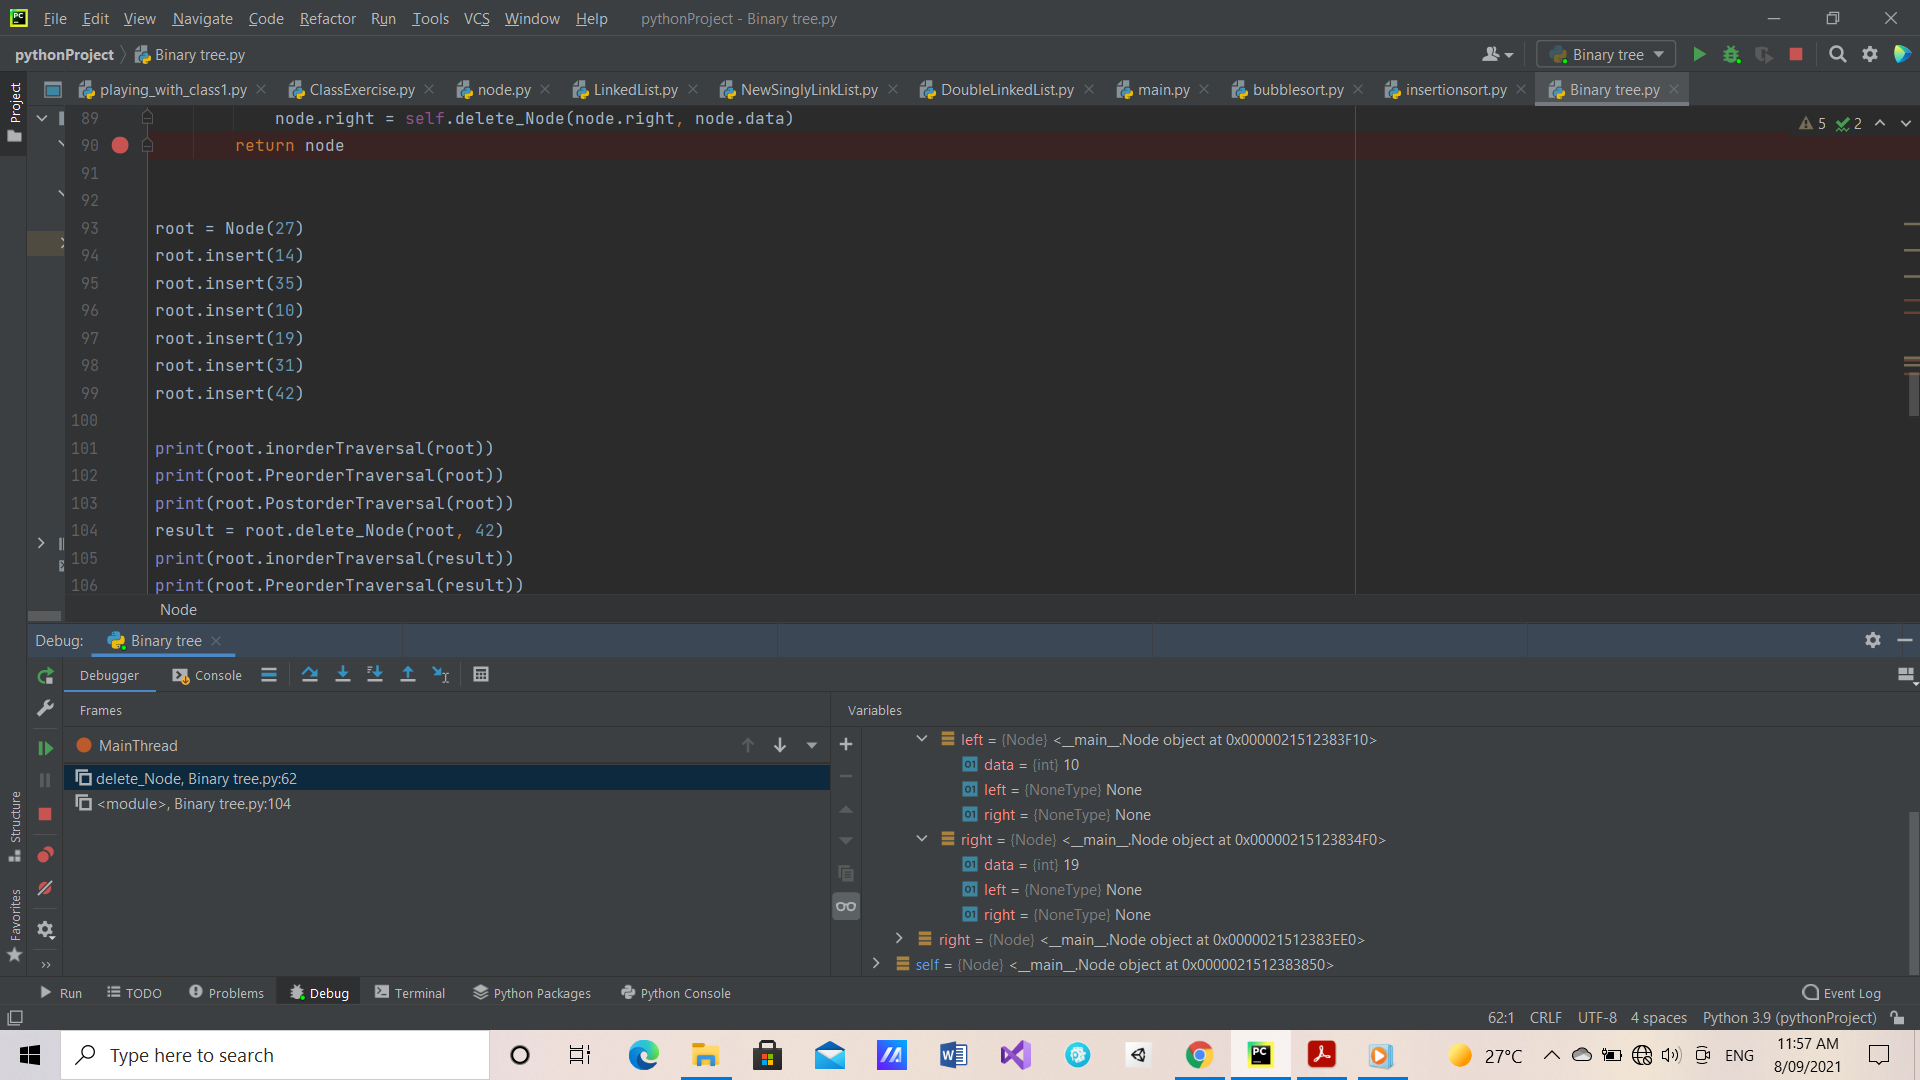 File Edit View Navigate Code Refactor Run Tools VCS Window Help pythonProject - Binary tree.py
pythonProject Binary tree.py Binary tree
Project
playing_with_class1.py ClassExercise.py node.py LinkedList.py NewSinglyLinkList.py DoubleLinkedList.py main.py bubblesort.py insertionsort.py Binary tree.py
5 2
89 node.right = self.delete_Node(node.right, node.data)
90 return node
91
92
93 root = Node(27)
94 root.insert(14)
95 root.insert(35)
96 root.insert(10)
97 root.insert(19)
98 root.insert(31)
99 root.insert(42)
100
101 print(root.inorderTraversal(root))
102 print(root.PreorderTraversal(root))
103 print(root.PostorderTraversal(root))
104 result = root.delete_Node(root, 42)
105 print(root.inorderTraversal(result))
106 print(root.PreorderTraversal(result))
Node
Debug: Binary tree
Debugger Console
Frames
MainThread
delete_Node, Binary tree.py:62
<module>, Binary tree.py:104
Variables
left = {Node} <__main__.Node object at 0x0000021512383F10>
data = {int} 10
left = {NoneType} None
right = {NoneType} None
right = {Node} <__main__.Node object at 0x00000215123834F0>
data = {int} 19
left = {NoneType} None
right = {NoneType} None
right = {Node} <__main__.Node object at 0x0000021512383EE0>
self = {Node} <__main__.Node object at 0x0000021512383850>
Structure
Favorites
Run TODO Problems Debug Terminal Python Packages Python Console Event Log
62:1 CRLF UTF-8 4 spaces Python 3.9 (pythonProject)
Type here to search
27°C ENG 11:57 AM
8/09/2021